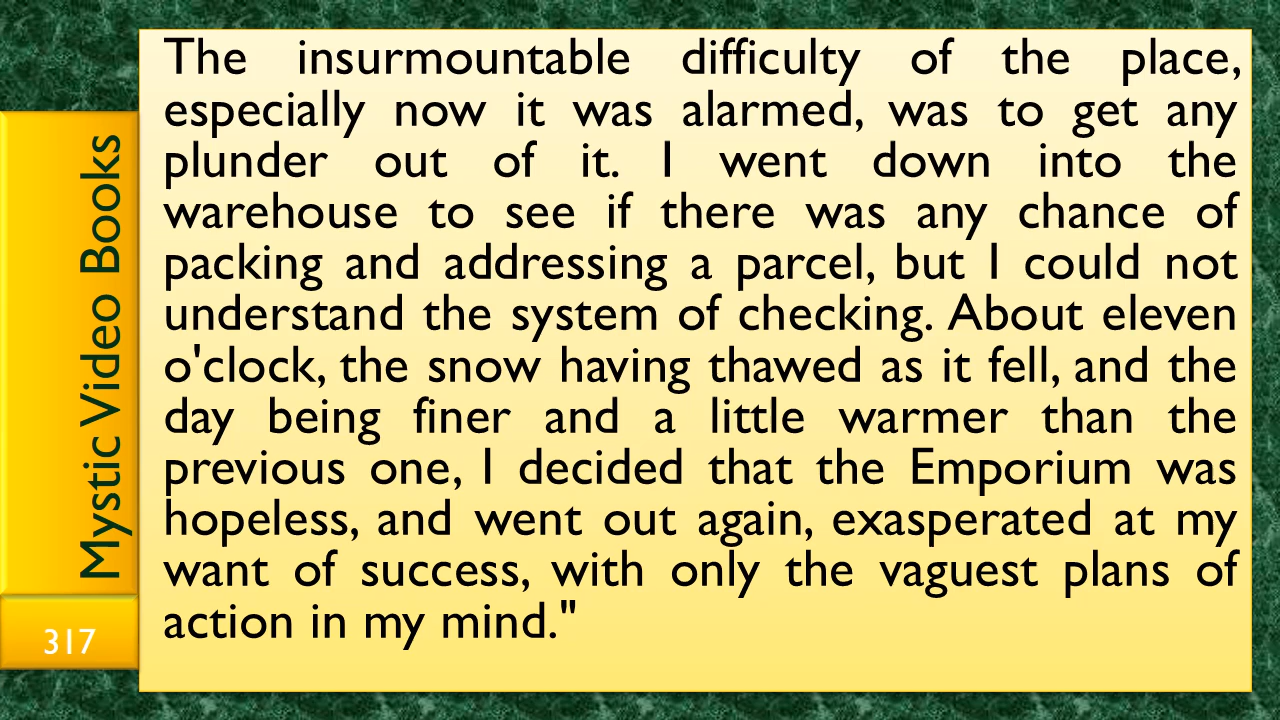 The insurmountable difficulty of the place,
especially now it was alarmed, was to get any
plunder out of it. I went down into the
warehouse to see if there was any chance of
packing and addressing a parcel, but I could not
understand the system of checking. About eleven
o'clock, the snow having thawed as it fell, and the
day being finer and a little warmer than the
previous one, I decided that the Emporium was
hopeless, and went out again, exasperated at my
want of success, with only the vaguest plans of
action in my mind."
Mystic Video Books
317